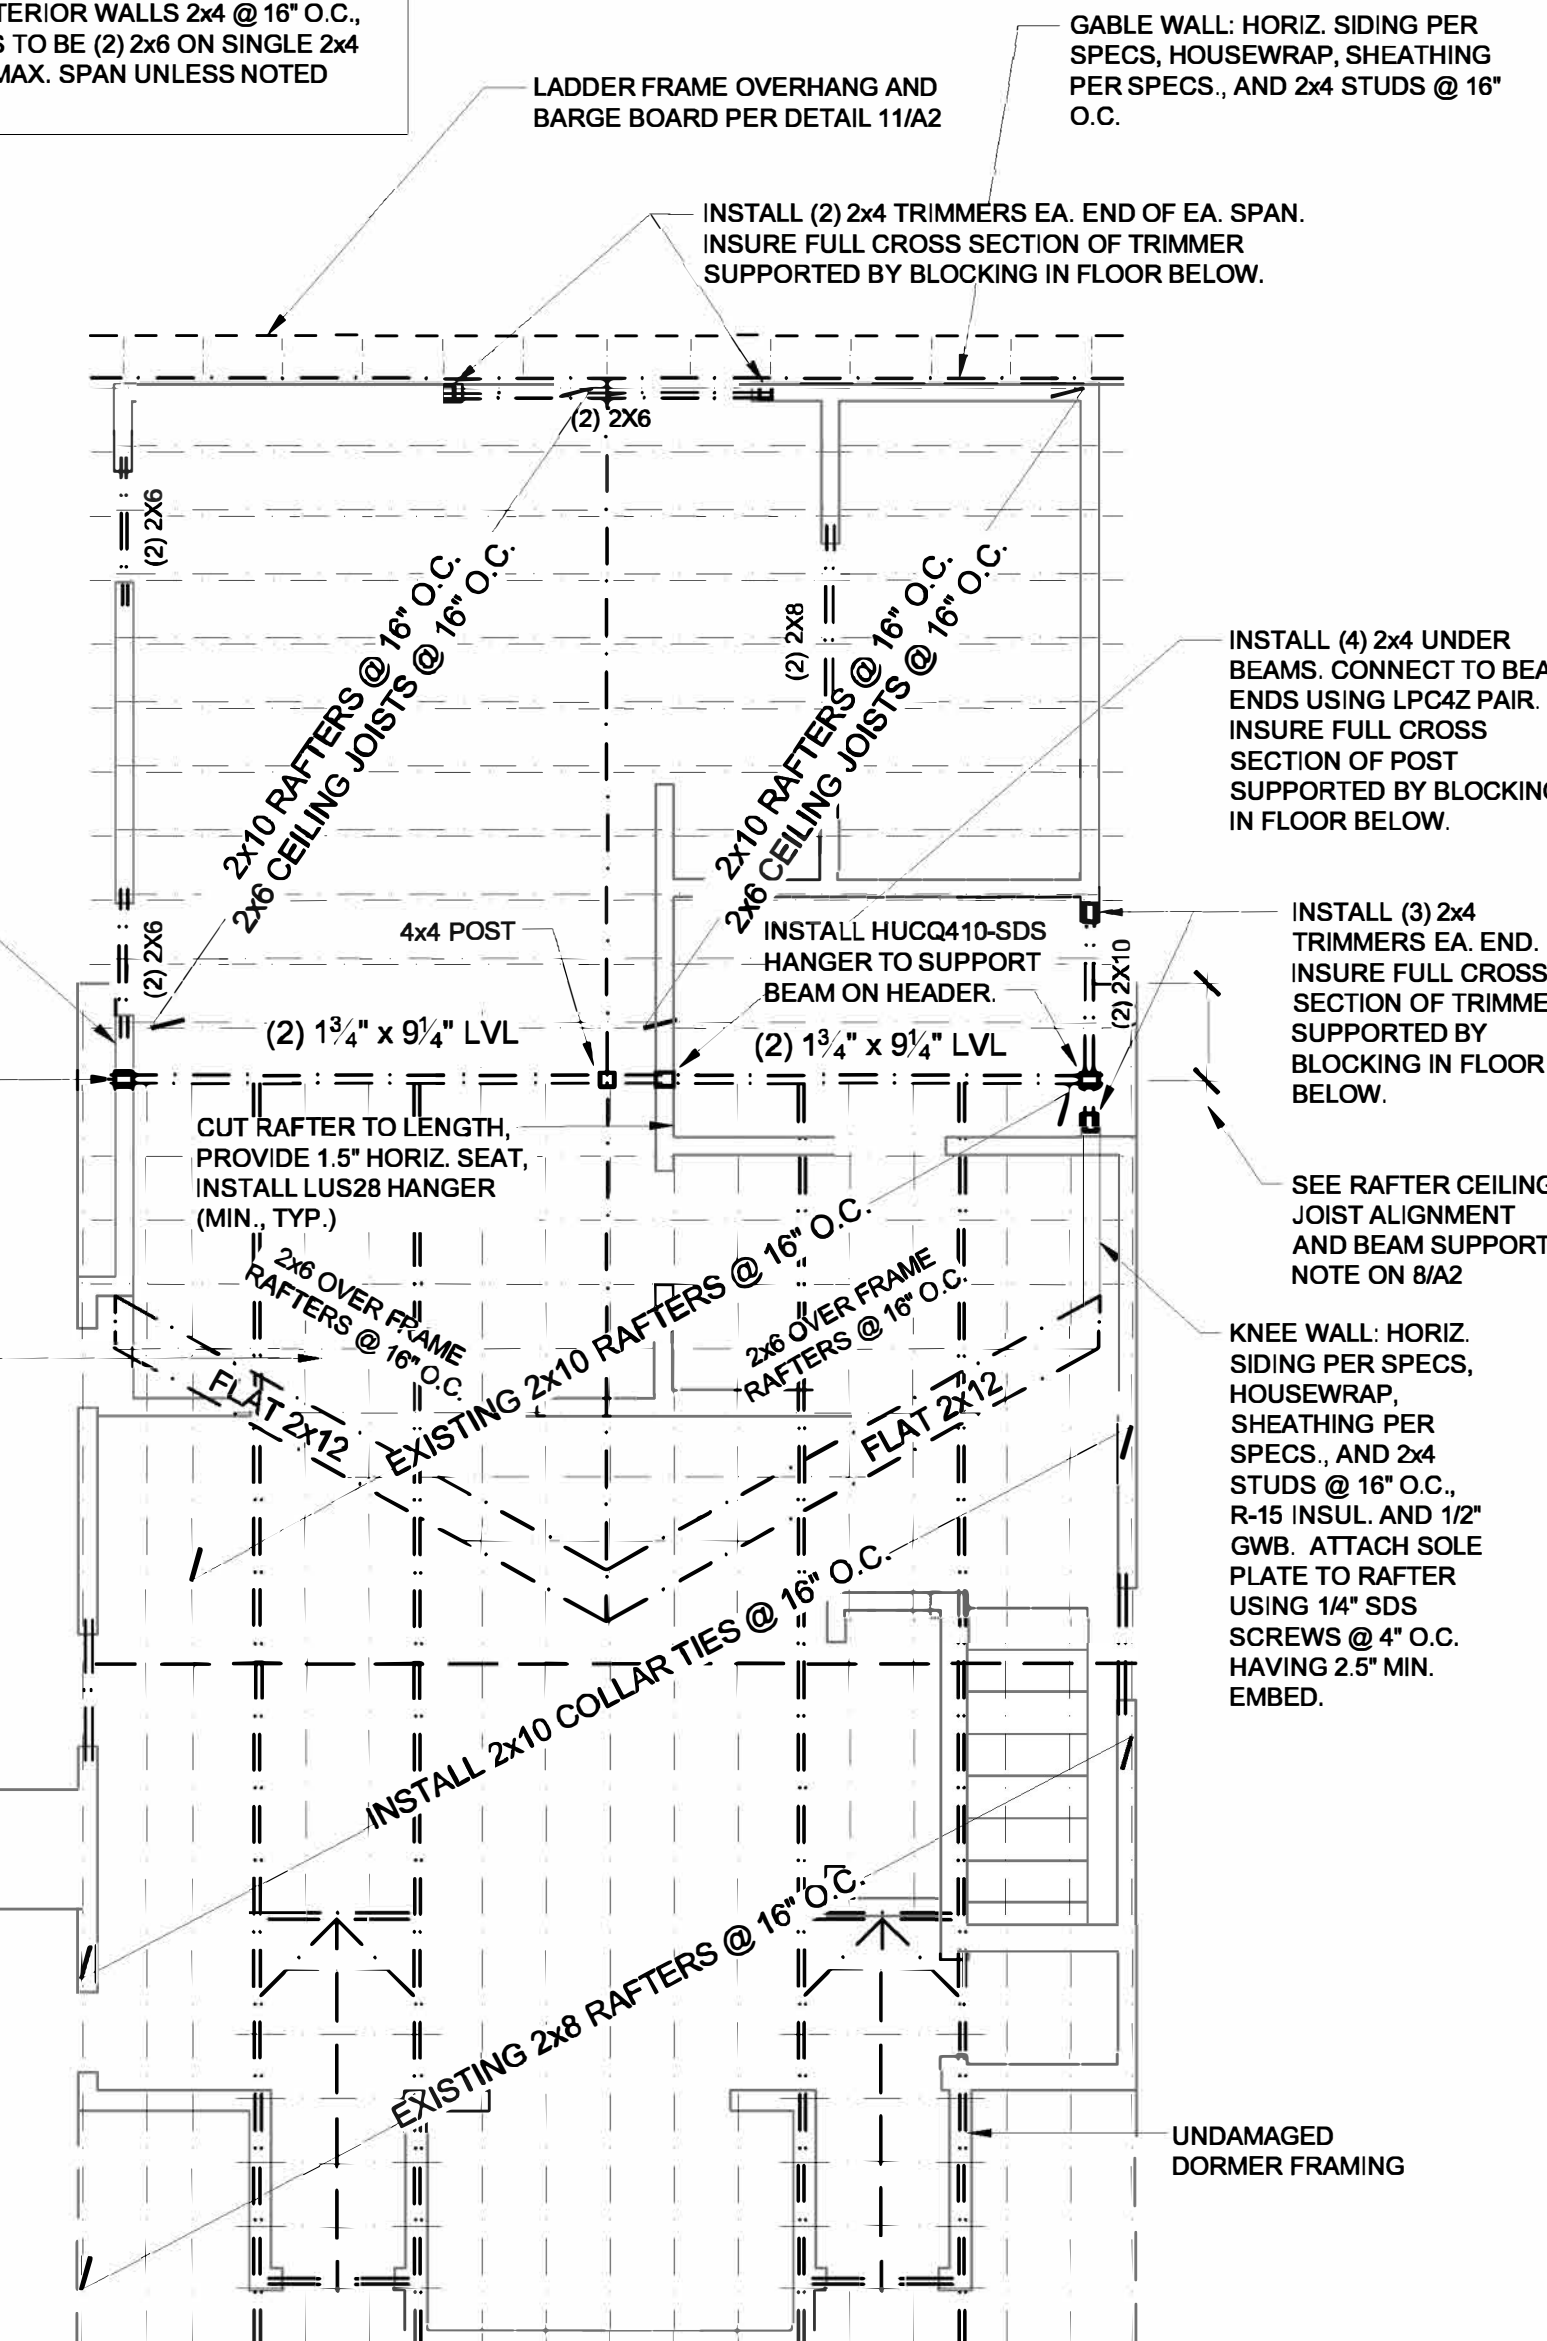 TERIOR WALLS 2x4 @ 16" O.C.,
S TO BE (2) 2x6 ON SINGLE 2x4
MAX. SPAN UNLESS NOTED
LADDER FRAME OVERHANG AND
BARGE BOARD PER DETAIL 11/A2
GABLE WALL: HORIZ. SIDING PER
SPECS, HOUSEWRAP, SHEATHING
PER SPECS., AND 2x4 STUDS @ 16"
O.C.
INSTALL (2) 2x4 TRIMMERS EA. END OF EA. SPAN.
INSURE FULL CROSS SECTION OF TRIMMER
SUPPORTED BY BLOCKING IN FLOOR BELOW.
(2) 2X6
(2) 2X6
2x10 RAFTERS @ 16" O.C.
2x6 CEILING JOISTS @ 16" O.C.
(2) 2X8
2x10 RAFTERS @ 16" O.C.
2x6 CEILING JOISTS @ 16" O.C.
INSTALL (4) 2x4 UNDER
BEAMS. CONNECT TO BEA
ENDS USING LPC4Z PAIR.
INSURE FULL CROSS
SECTION OF POST
SUPPORTED BY BLOCKING
IN FLOOR BELOW.
(2) 2X6
4x4 POST
INSTALL HUCQ410-SDS
HANGER TO SUPPORT
BEAM ON HEADER.
(2) 2X10
INSTALL (3) 2x4
TRIMMERS EA. END.
INSURE FULL CROSS
SECTION OF TRIMME
SUPPORTED BY
BLOCKING IN FLOOR
BELOW.
(2) 1¾" x 9¼" LVL
(2) 1¾" x 9¼" LVL
CUT RAFTER TO LENGTH,
PROVIDE 1.5" HORIZ. SEAT,
INSTALL LUS28 HANGER
(MIN., TYP.)
SEE RAFTER CEILING
JOIST ALIGNMENT
AND BEAM SUPPORT
NOTE ON 8/A2
2x6 OVER FRAME
RAFTERS @ 16" O.C.
2x6 OVER FRAME
RAFTERS @ 16" O.C.
FLAT 2x12
EXISTING 2x10 RAFTERS @ 16" O.C.
FLAT 2x12
KNEE WALL: HORIZ.
SIDING PER SPECS,
HOUSEWRAP,
SHEATHING PER
SPECS., AND 2x4
STUDS @ 16" O.C.,
R-15 INSUL. AND 1/2"
GWB. ATTACH SOLE
PLATE TO RAFTER
USING 1/4" SDS
SCREWS @ 4" O.C.
HAVING 2.5" MIN.
EMBED.
INSTALL 2x10 COLLAR TIES @ 16" O.C.
EXISTING 2x8 RAFTERS @ 16" O.C.
UNDAMAGED
DORMER FRAMING